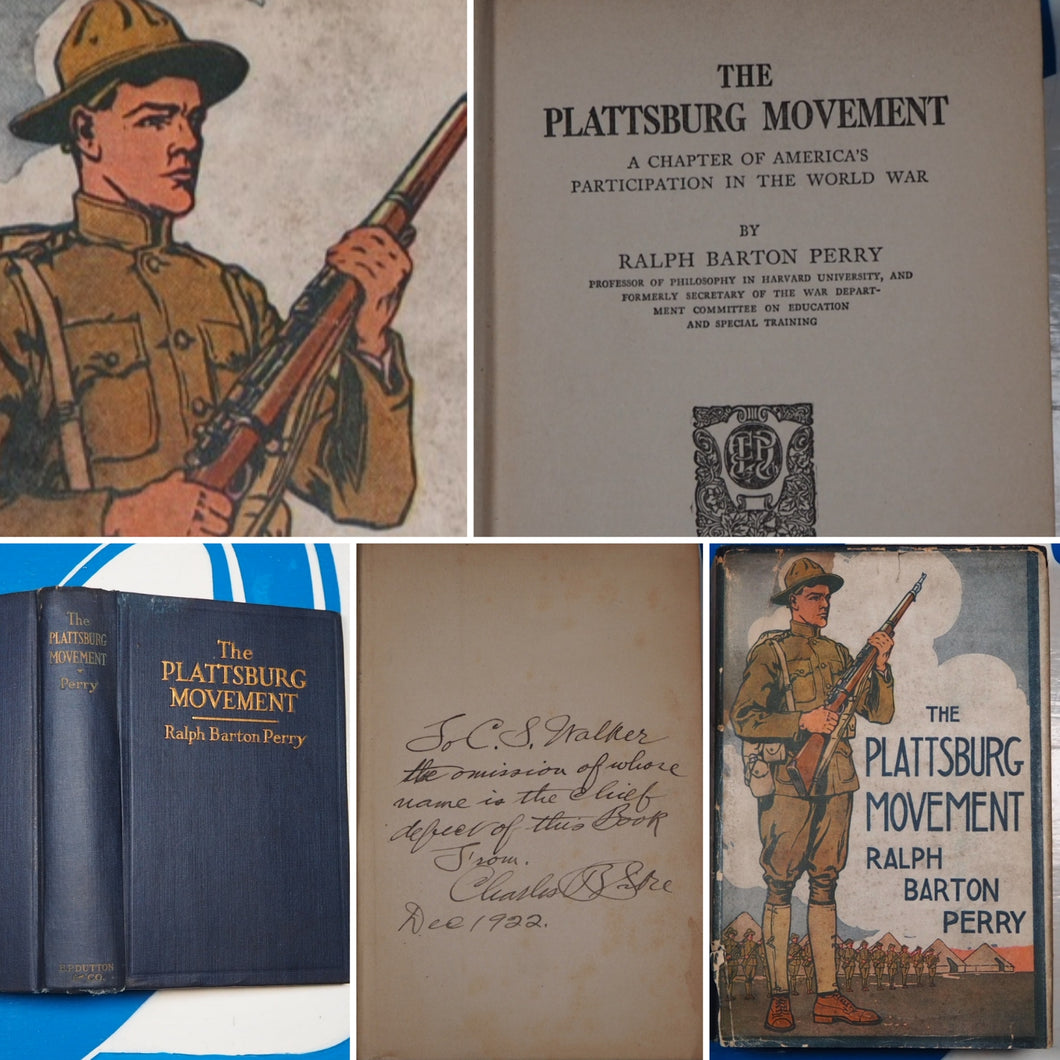 THE
PLATTSBURG MOVEMENT
A CHAPTER OF AMERICA'S
PARTICIPATION IN THE WORLD WAR
BY
RALPH BARTON PERRY
PROFESSOR OF PHILOSOPHY IN HARVARD UNIVERSITY, AND
FORMERLY SECRETARY OF THE WAR DEPART-
MENT COMMITTEE ON EDUCATION
AND SPECIAL TRAINING
The
PLATTSBURG
MOVEMENT
Perry
E.P. DUTTON
& CO.
The
PLATTSBURG
MOVEMENT
Ralph Barton Perry
To C. S. Walker
the omission of whose
name is the Chief
defect of this Book
From.
Charles
Dec 1922.
THE
PLATTSBURG
MOVEMENT
RALPH
BARTON
PERRY